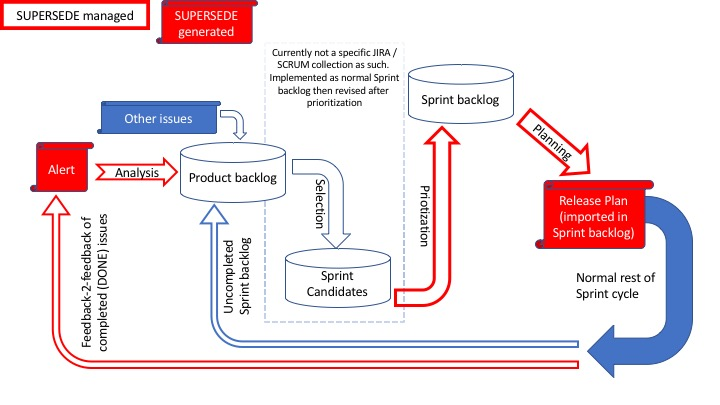 SUPERSEDE managed
SUPERSEDE
generated
Currently not a specific JIRA /
SCRUM collection as such.
Implemented as normal Sprint
backlog then revised after
prioritization
Sprint backlog
Other issues
Planning
Alert
Analysis
Product backlog
Selection
Priotization
Release Plan
(imported in
Sprint backlog)
Feedback-2-feedback of
completed (DONE) issues
Uncompleted
Sprint backlog
Sprint
Candidates
Normal rest of
Sprint cycle